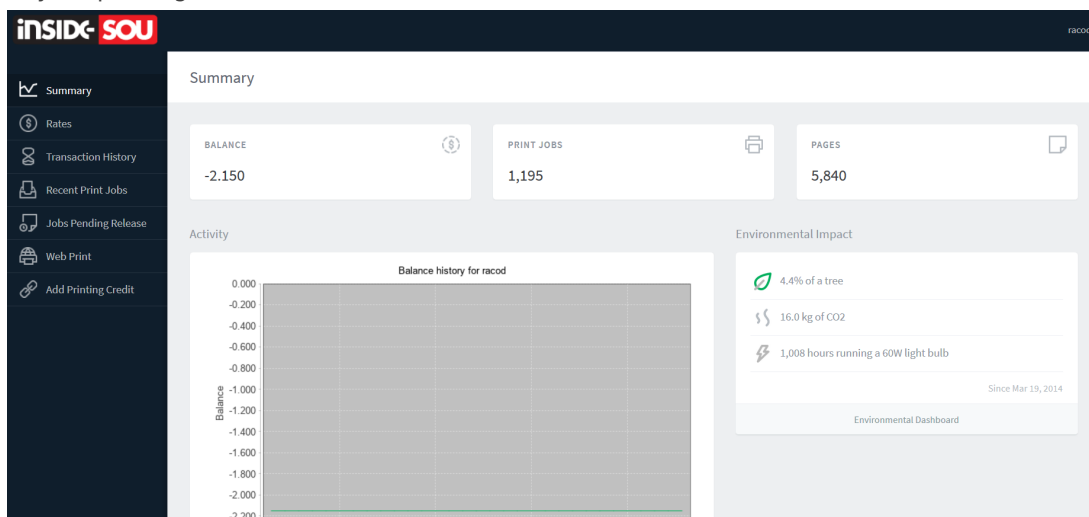 inSIDE- SOU
racod
Summary
Rates
Transaction History
Recent Print Jobs
Jobs Pending Release
Web Print
Add Printing Credit
Summary
BALANCE
-2.150
PRINT JOBS
1,195
PAGES
5,840
Activity
Balance history for racod
Balance
0.000
-0.200
-0.400
-0.600
-0.800
-1.000
-1.200
-1.400
-1.600
-1.800
-2.000
-2.200
Environmental Impact
4.4% of a tree
16.0 kg of CO2
1,008 hours running a 60W light bulb
Since Mar 19, 2014
Environmental Dashboard